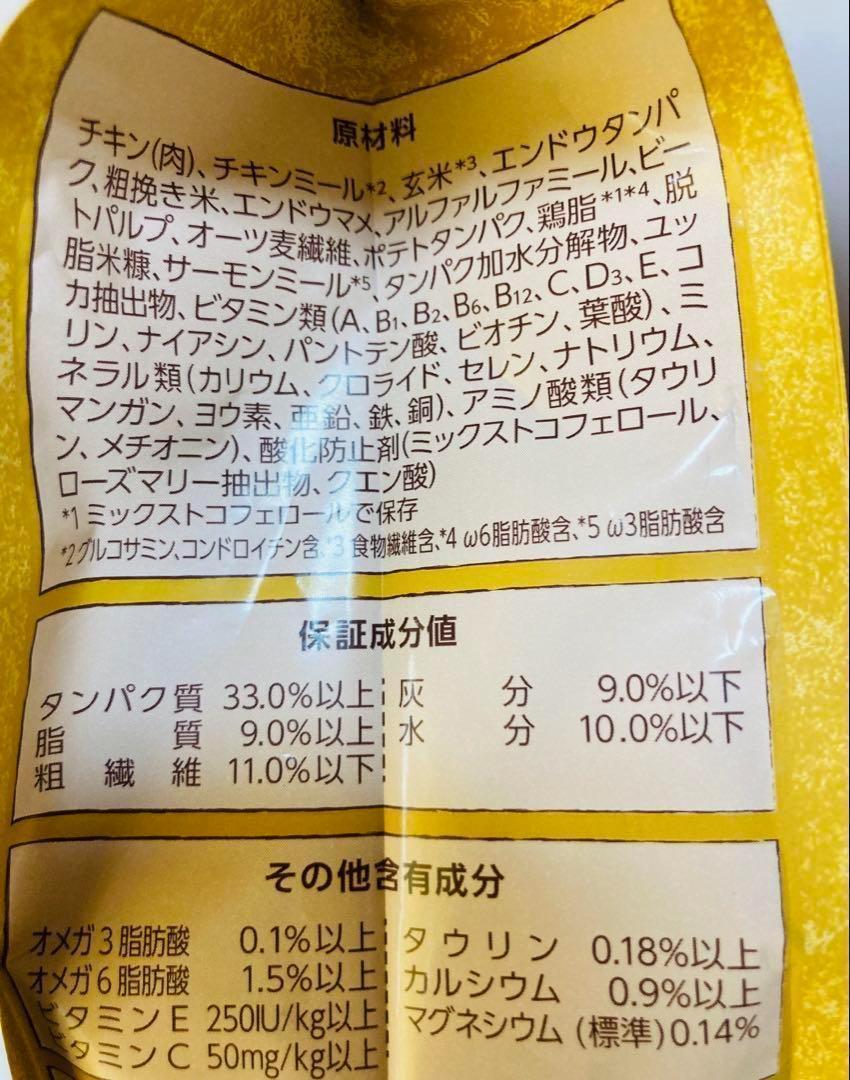 原材料
チキン(肉)、チキンミール*2、玄米*3、エンドウタンパ
ク、粗挽き米、エンドウマメ、アルファルファミール、ビー
トパルプ、オーツ麦繊維、ポテトタンパク、鶏脂*1*4、脱
脂米糠、サーモンミール*5、タンパク加水分解物、ユッ
カ抽出物、ビタミン類(A、B1、B2、B6、B12、C、D3、E、コ
リン、ナイアシン、パントテン酸、ビオチン、葉酸)、ミ
ネラル類(カリウム、クロライド、セレン、ナトリウム、
マンガン、ヨウ素、亜鉛、鉄、銅)、アミノ酸類(タウリ
ン、メチオニン)、酸化防止剤(ミックストコフェロール、
ローズマリー抽出物、クエン酸)
*1 ミックストコフェロールで保存
*2 グルコサミン、コンドロイチン含、*3 食物繊維含、*4 ω6脂肪酸含、*5 ω3脂肪酸含
保証成分値
タンパク質 33.0%以上 灰分 9.0%以下
脂質 9.0%以上 水分 10.0%以下
粗繊維 11.0%以下
その他含有成分
オメガ3脂肪酸 0.1%以上 タウリン 0.18%以上
オメガ6脂肪酸 1.5%以上 カルシウム 0.9%以上
ビタミンE 250IU/kg以上 マグネシウム (標準)0.14%
ビタミンC 50mg/kg以上